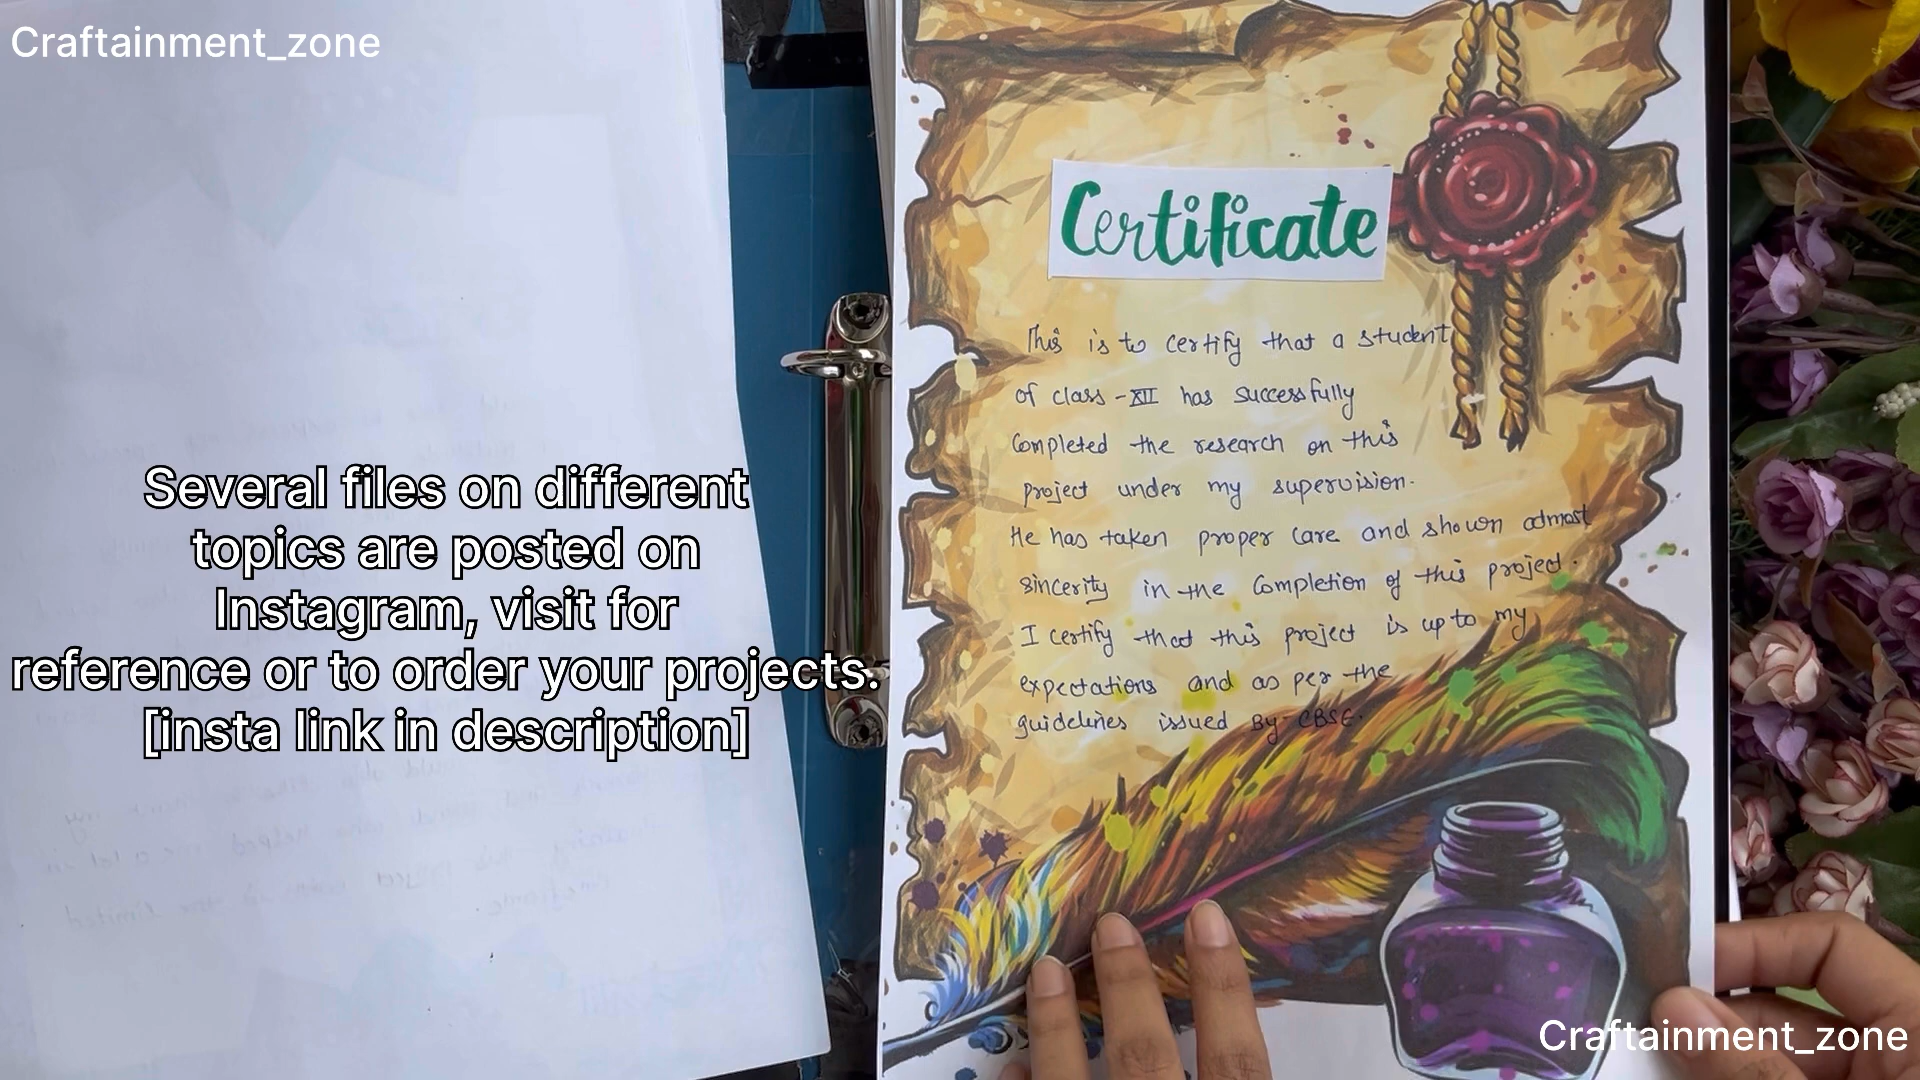 Craftainment_zone
Several files on different
topics are posted on
Instagram, visit for
reference or to order your projects.
[insta link in description]
Certificate
This is to certify that a student
of class-XII has successfully
Completed the research on this
project under my supervision.
He has taken proper care and shown admost
sincerity in the completion of this project.
I certify that this project is up to my
expectations and as per the
guidelines issued By-CBSE.
Craftainment_zone